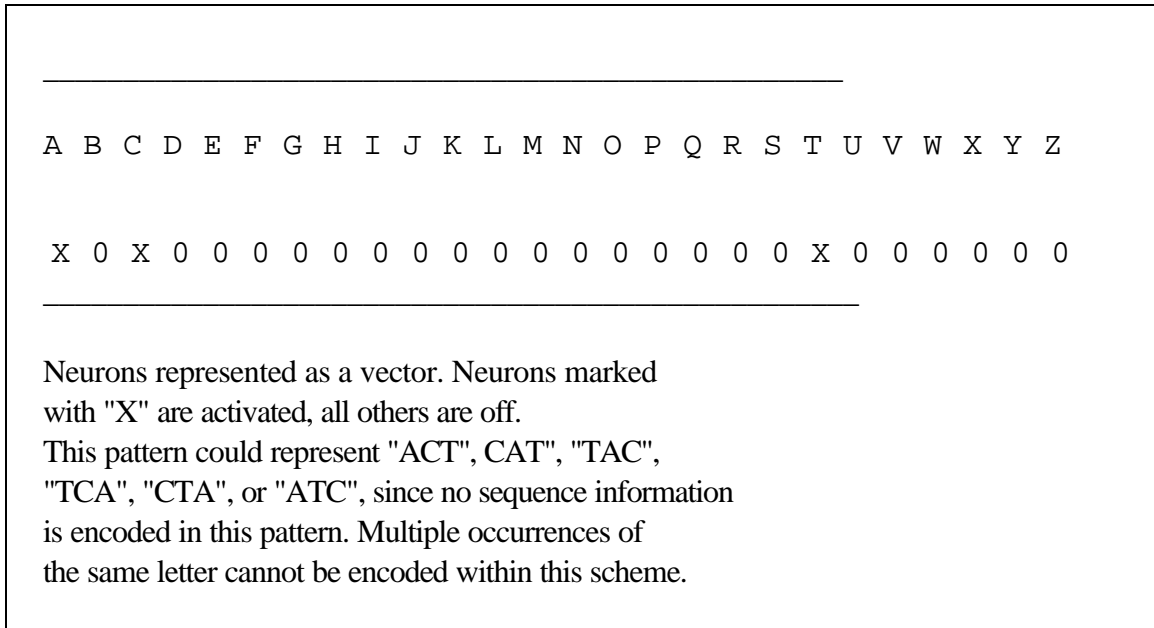 A B C D E F G H I J K L M N O P Q R S T U V W X Y Z
X 0 X 0 0 0 0 0 0 0 0 0 0 0 0 0 0 0 0 X 0 0 0 0 0 0
Neurons represented as a vector. Neurons marked
with "X" are activated, all others are off.
This pattern could represent "ACT", CAT", "TAC",
"TCA", "CTA", or "ATC", since no sequence information
is encoded in this pattern. Multiple occurrences of
the same letter cannot be encoded within this scheme.